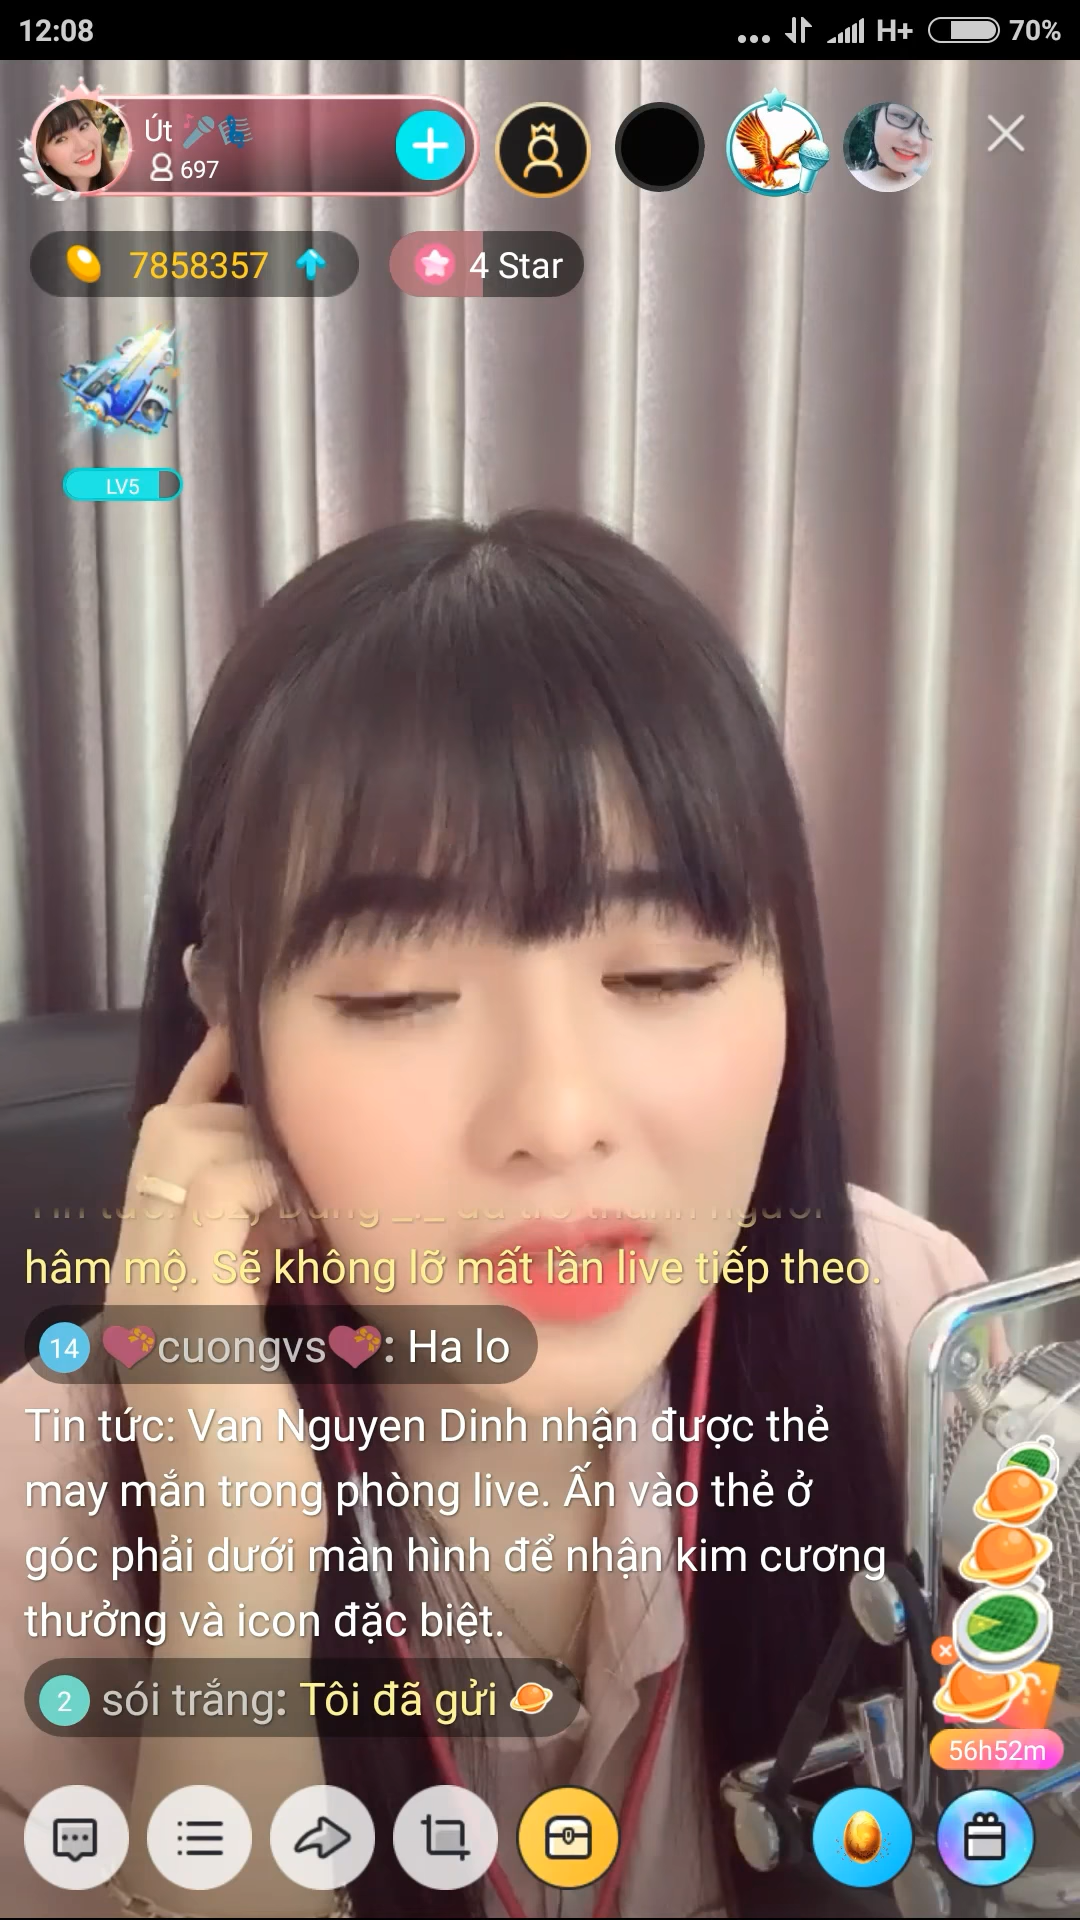 12:08
H+
70%
Út
697
7858357
4 Star
LV5
hâm mộ. Sẽ không lỡ mất lần live tiếp theo.
14 cuongvs: Ha lo
Tin tức: Van Nguyen Dinh nhận được thẻ
may mắn trong phòng live. Ấn vào thẻ ở
góc phải dưới màn hình để nhận kim cương
thưởng và icon đặc biệt.
2 sói trắng: Tôi đã gửi
56h52m